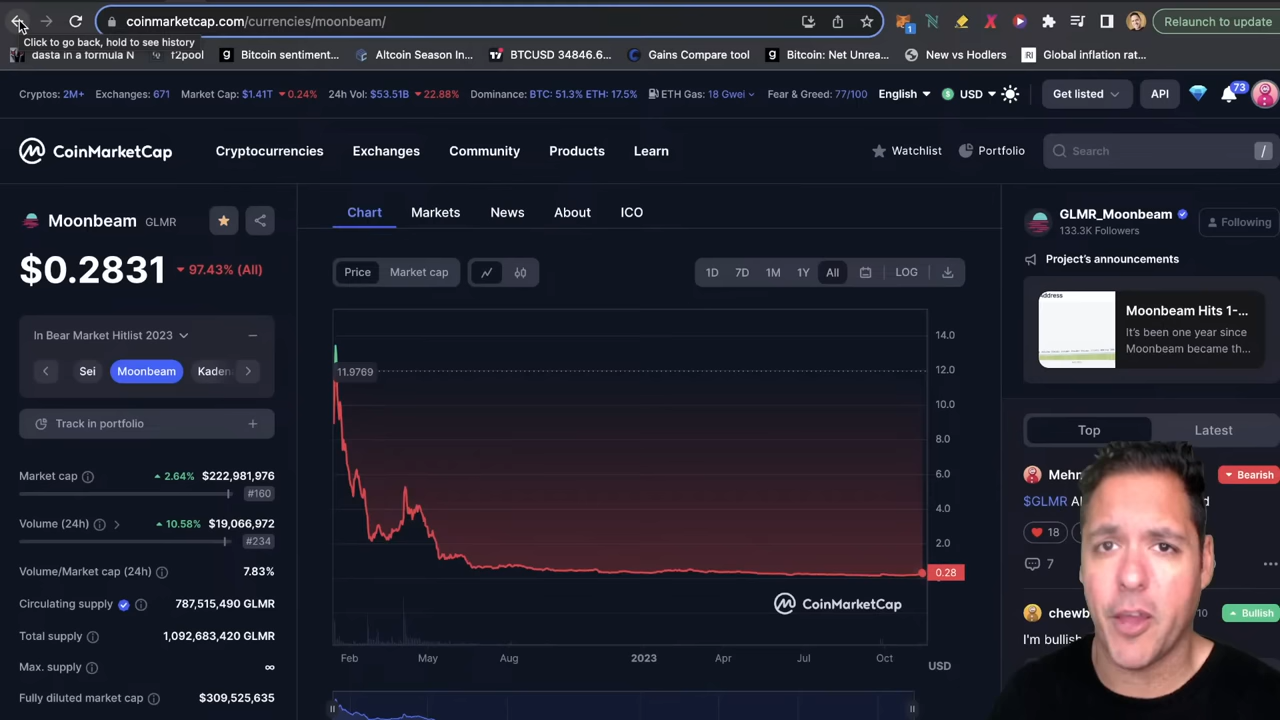 coinmarketcap.com/currencies/moonbeam/
Relaunch to update
Click to go back, hold to see history
dasta in a formula N
f2pool
Bitcoin sentiment...
Altcoin Season In...
BTCUSD 34846.6...
Gains Compare tool
Bitcoin: Net Unrea...
New vs Hodlers
RI
Global inflation rat...
Cryptos: 2M+ Exchanges: 671 Market Cap: $1.41T 0.24% 24h Vol: $53.51B 22.88% Dominance: BTC: 51.3% ETH: 17.5% ETH Gas: 18 Gwei Fear & Greed: 77/100
English USD Get listed API 73
CoinMarketCap
Cryptocurrencies Exchanges Community Products Learn
Watchlist Portfolio Search /
Moonbeam GLMR
$0.2831 97.43% (All)
In Bear Market Hitlist 2023
Sei Moonbeam Kaden
Track in portfolio +
Market cap 2.64% $222,981,976
#160
Volume (24h) 10.58% $19,066,972
#234
Volume/Market cap (24h) 7.83%
Circulating supply 787,515,490 GLMR
Total supply 1,092,683,420 GLMR
Max. supply ∞
Fully diluted market cap $309,525,635
Chart Markets News About ICO
Price Market cap
1D 7D 1M 1Y All LOG
14.0
12.0
11.9769
10.0
8.0
6.0
4.0
2.0
0.28
CoinMarketCap
Feb May Aug 2023 Apr Jul Oct USD
GLMR_Moonbeam
133.3K Followers
Following
Project's announcements
Address
Moonbeam Hits 1-...
It's been one year since
Moonbeam became th...
Top Latest
Bearish
$GLMR
18
7
10
Bullish
I'm bullish